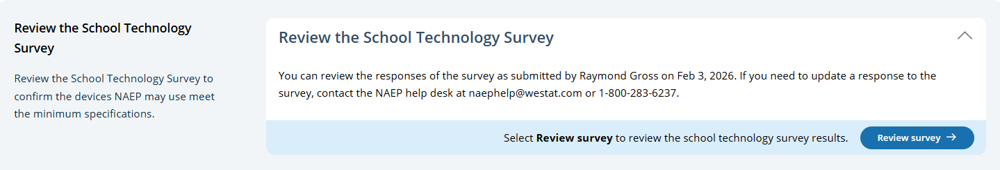 Review the School Technology
Survey
Review the School Technology Survey to
confirm the devices NAEP may use meet
the minimum specifications.
Review the School Technology Survey
You can review the responses of the survey as submitted by Raymond Gross on Feb 3, 2026. If you need to update a response to the
survey, contact the NAEP help desk at naephelp@westat.com or 1-800-283-6237.
Select Review survey to review the school technology survey results.
Review survey →